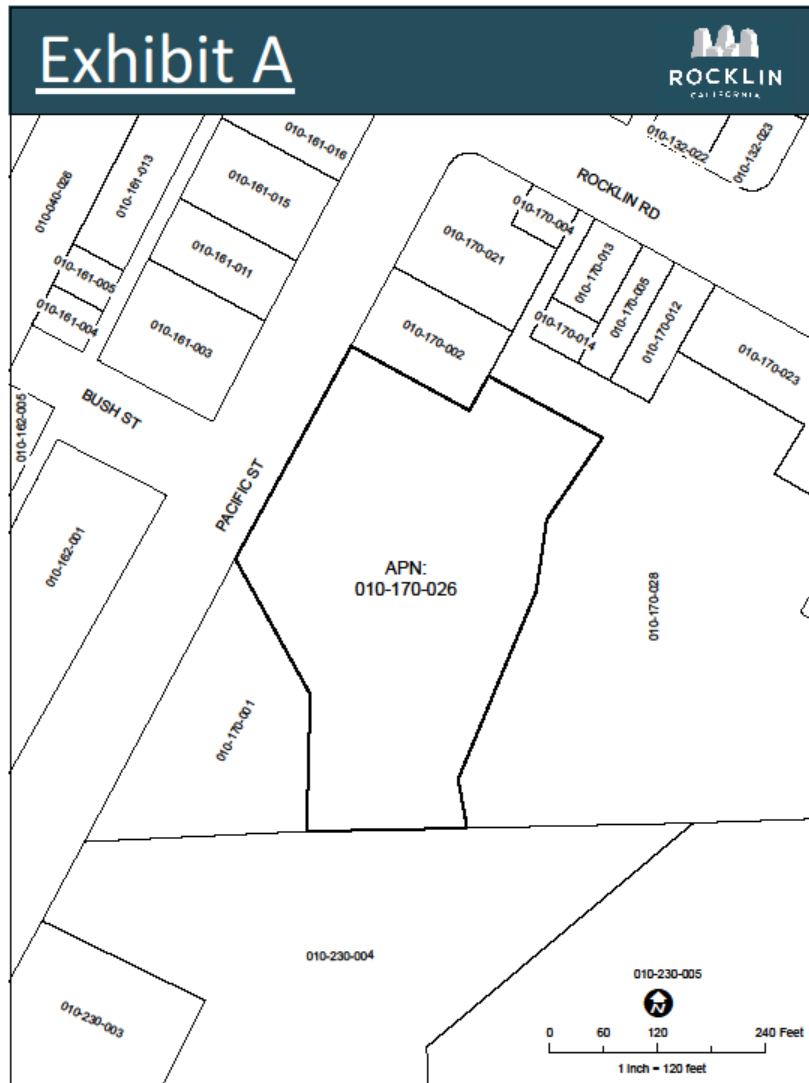 Exhibit A
ROCKLIN
CALIFORNIA
010-161-016
010-132-022
010-132-023
010-161-013
010-040-026
010-161-015
ROCKLIN RD
010-170-004
010-170-021
010-170-013
010-161-011
010-161-005
010-170-005
010-161-004
010-161-003
010-170-002
010-170-014
010-170-012
010-170-023
BUSH ST
010-162-005
PACIFIC ST
010-162-001
APN:
010-170-026
010-170-028
010-170-001
010-230-004
010-230-005
010-230-003
N
0 60 120 240 Feet
1 Inch = 120 feet